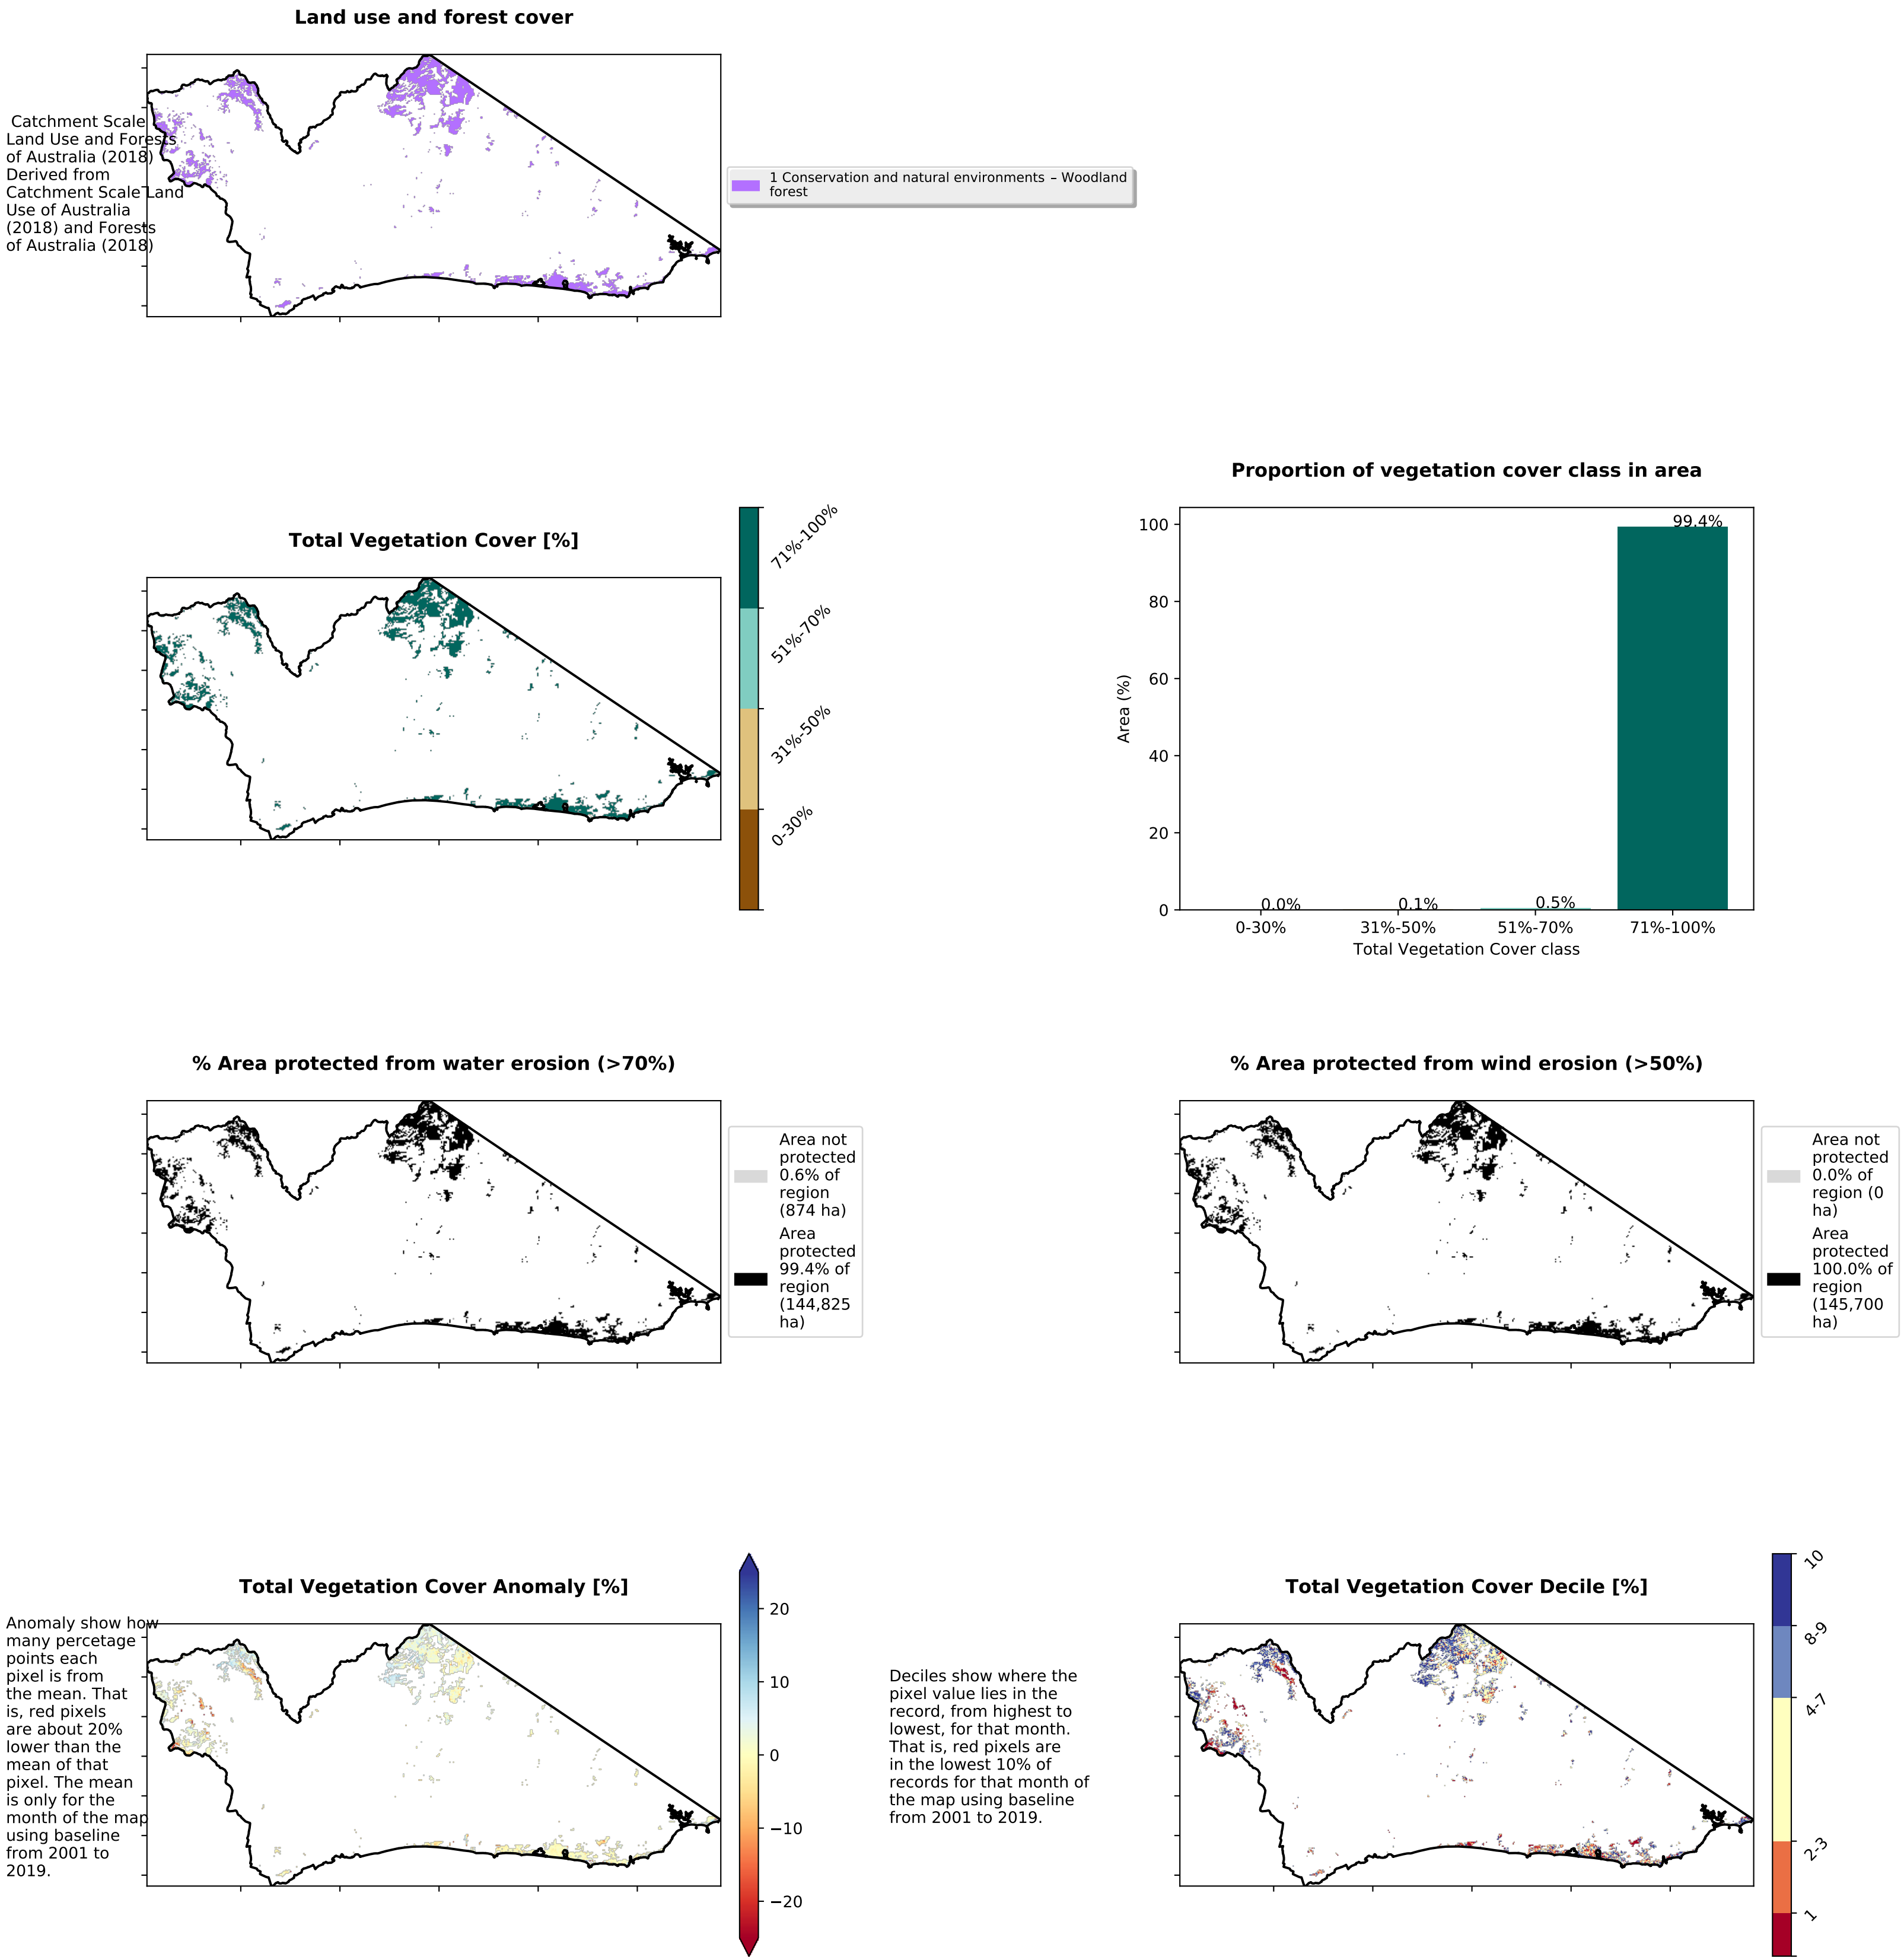 Land use and forest cover
Catchment Scale
Land Use and Forests
of Australia (2018)
Derived from
Catchment Scale Land
Use of Australia
(2018) and Forests
of Australia (2018)
1 Conservation and natural environments – Woodland
forest
Total Vegetation Cover [%]
71%-100%
51%-70%
31%-50%
0-30%
Proportion of vegetation cover class in area
100
80
60
40
20
0
Area (%)
0.0%
0.1%
0.5%
99.4%
0-30%
31%-50%
51%-70%
71%-100%
Total Vegetation Cover class
% Area protected from water erosion (>70%)
Area not
protected
0.6% of
region
(874 ha)
Area
protected
99.4% of
region
(144,825
ha)
% Area protected from wind erosion (>50%)
Area not
protected
0.0% of
region (0
ha)
Area
protected
100.0% of
region
(145,700
ha)
Total Vegetation Cover Anomaly [%]
Anomaly show how
many percetage
points each
pixel is from
the mean. That
is, red pixels
are about 20%
lower than the
mean of that
pixel. The mean
is only for the
month of the map
using baseline
from 2001 to
2019.
20
10
0
−10
−20
Total Vegetation Cover Decile [%]
Deciles show where the
pixel value lies in the
record, from highest to
lowest, for that month.
That is, red pixels are
in the lowest 10% of
records for that month of
the map using baseline
from 2001 to 2019.
10
8-9
4-7
2-3
1